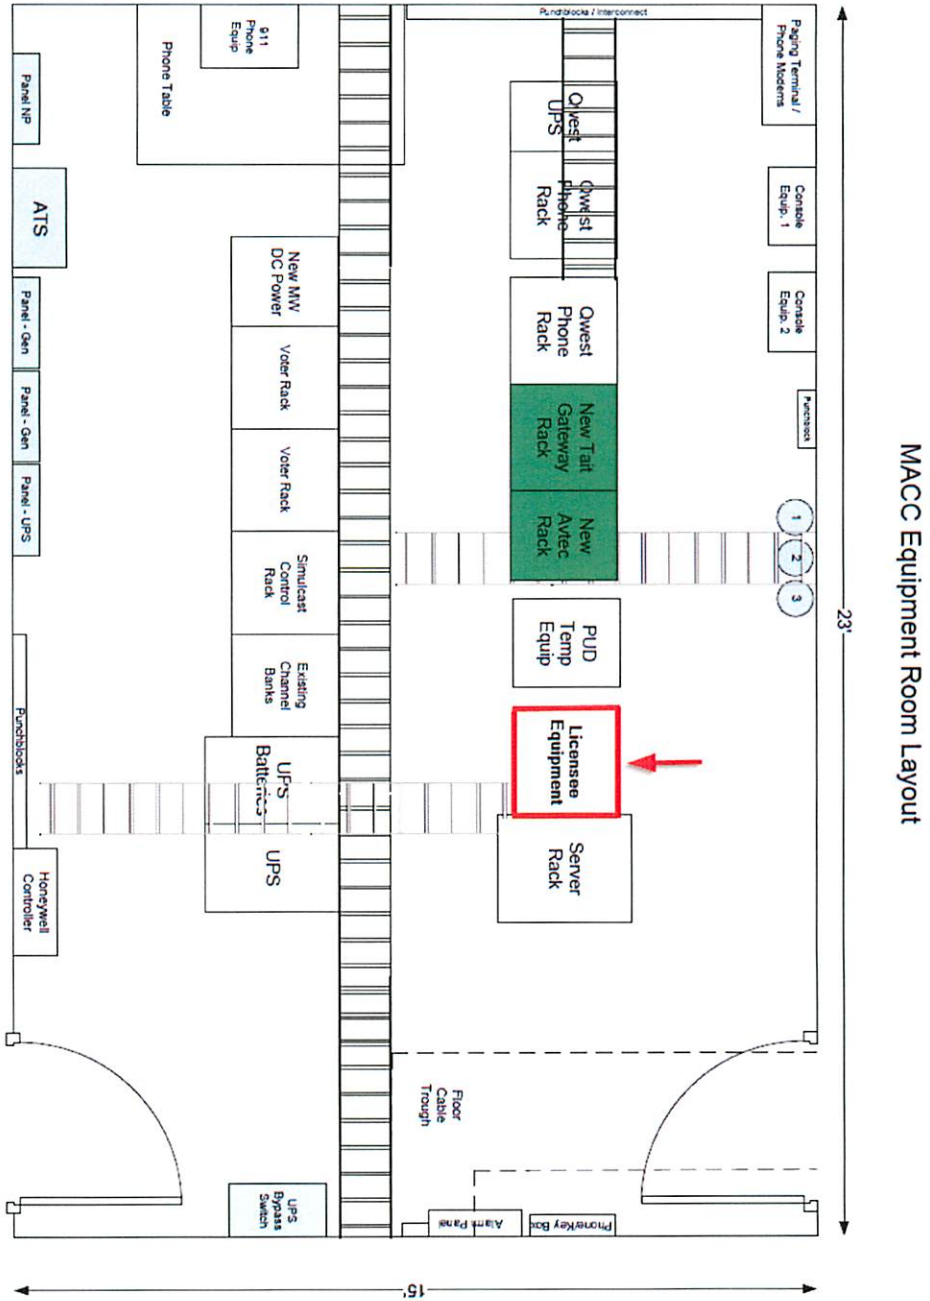 MACC Equipment Room Layout
23'
15'
Paging Terminal /
Phone Modems
Console
Equip. 1
Console
Equip. 2
Punchblock
1
2
3
Punchblocks / Interconnect
Qwest
UPS
Qwest
Phone
Rack
Qwest
Phone
Rack
New Tait
Gateway
Rack
New
Avtec
Rack
PUD
Temp
Equip
Licensee
Equipment
Server
Rack
Floor
Cable
Trough
Phone/Key Box
Alarm Panel
911
Phone
Equip
Phone Table
New MW
DC Power
Voter Rack
Voter Rack
Simulcast
Control
Rack
Existing
Channel
Banks
UPS
Batteries
UPS
UPS
Bypass
Switch
Panel NP
ATS
Panel - Gen
Panel - Gen
Panel - UPS
Punchblocks
Honeywell
Controller